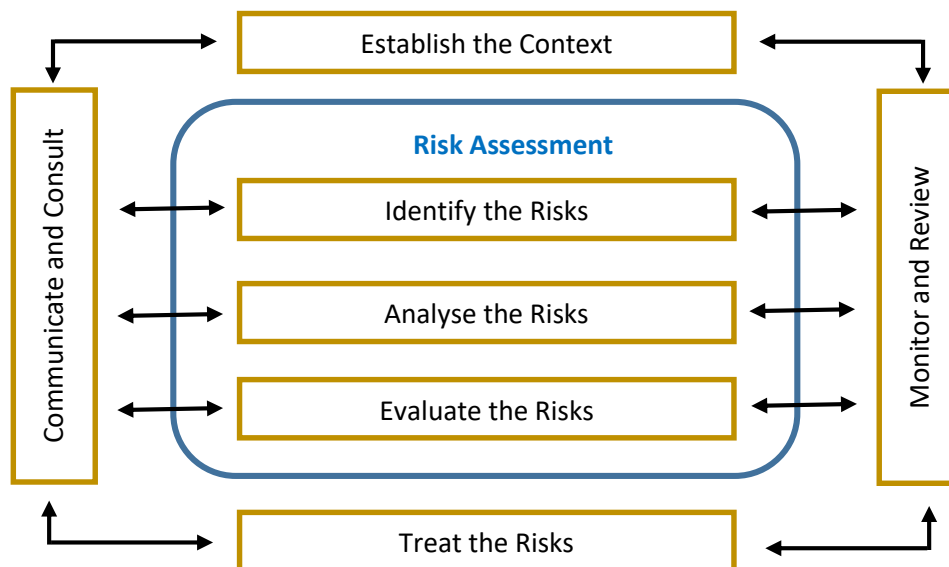 Establish the Context
Communicate and Consult
Risk Assessment
Identify the Risks
Analyse the Risks
Evaluate the Risks
Monitor and Review
Treat the Risks